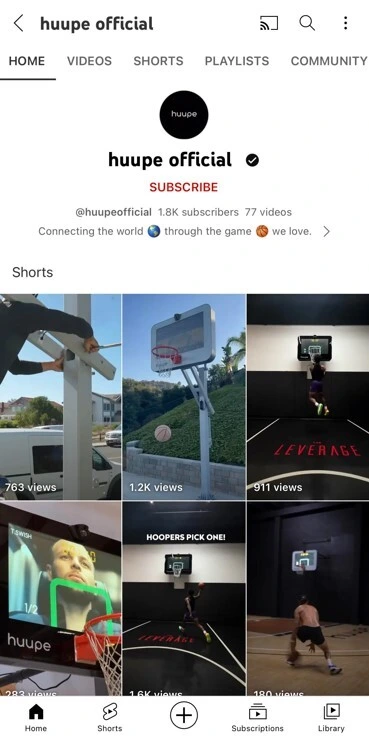 huupe official
HOME VIDEOS SHORTS PLAYLISTS COMMUNITY
huupe
huupe official
SUBSCRIBE
@huupeofficial 1.8K subscribers 77 videos
Connecting the world 🌎 through the game 🏀 we love.
Shorts
763 views
1.2K views
LEVERAGE
911 views
T.SWISH
1/2
huupe
283 views
HOOPERS PICK ONE!
LEVERAGE
1.6K views
180 views
Home Shorts Subscriptions Library